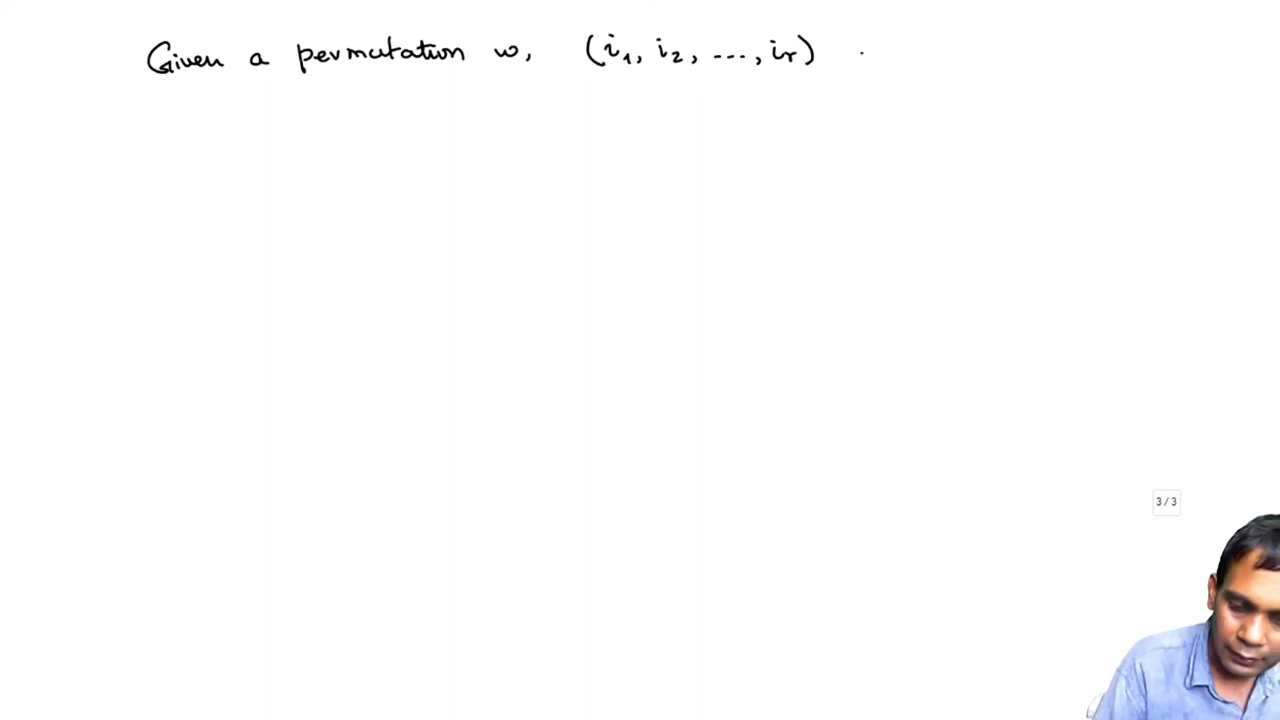 Given a permutation w, (i₁, i₂, ..., iᵣ)
3/3